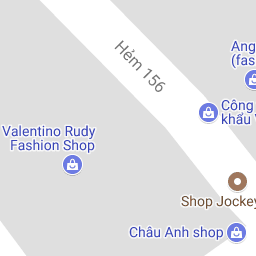 Hẻm 156
Ang
(fas
Công
khẩu V
Valentino Rudy
Fashion Shop
Shop Jockey
Châu Anh shop